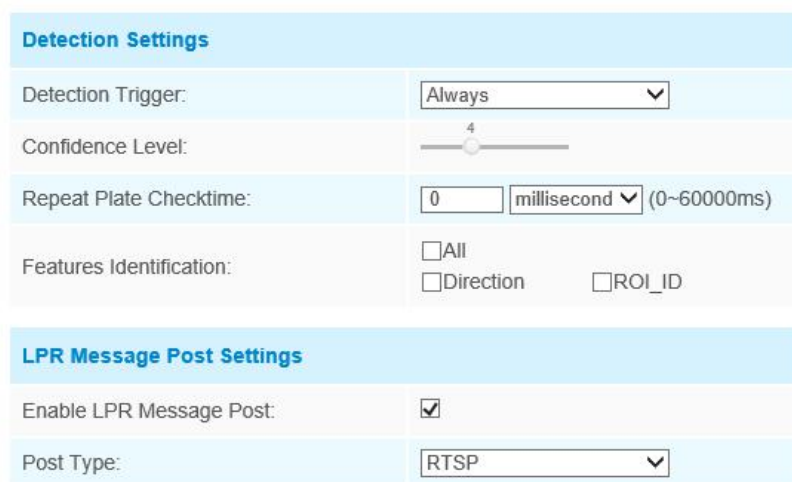 Detection Settings
Detection Trigger: Always
4
Confidence Level:
Repeat Plate Checktime: 0 millisecond (0~60000ms)
All
Features Identification:
Direction ROI_ID
LPR Message Post Settings
Enable LPR Message Post:
Post Type: RTSP